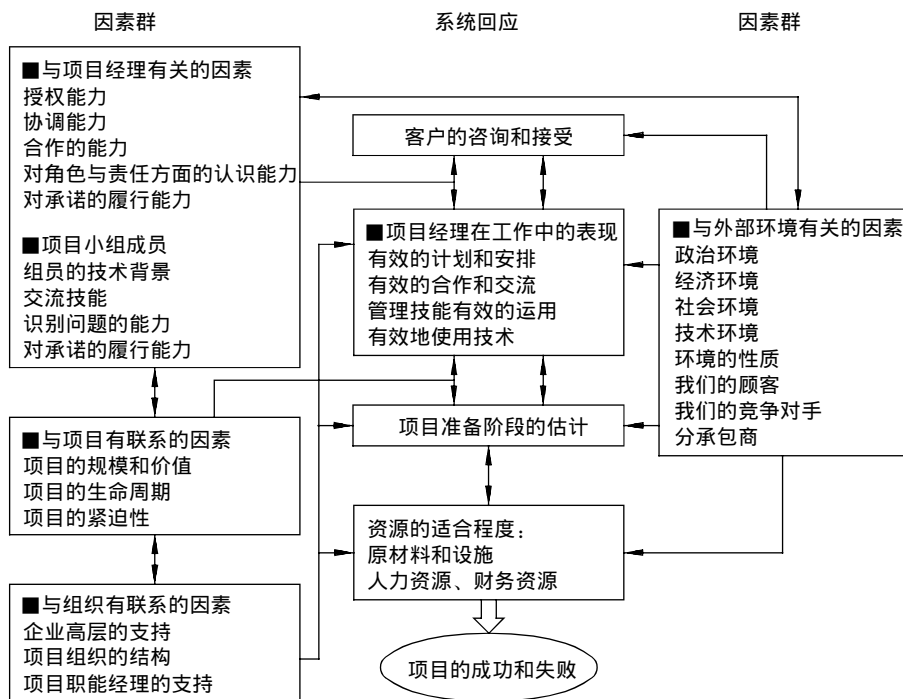 因素群
系统回应
因素群
■与项目经理有关的因素
授权能力
协调能力
合作的能力
对角色与责任方面的认识能力
对承诺的履行能力
■项目小组成员
组员的技术背景
交流技能
识别问题的能力
对承诺的履行能力
■与项目有联系的因素
项目的规模和价值
项目的生命周期
项目的紧迫性
■与组织有联系的因素
企业高层的支持
项目组织的结构
项目职能经理的支持
客户的咨询和接受
■项目经理在工作中的表现
有效的计划和安排
有效的合作和交流
管理技能有效的运用
有效地使用技术
项目准备阶段的估计
资源的适合程度：
原材料和设施
人力资源、财务资源
项目的成功和失败
■与外部环境有关的因素
政治环境
经济环境
社会环境
技术环境
环境的性质
我们的顾客
我们的竞争对手
分承包商